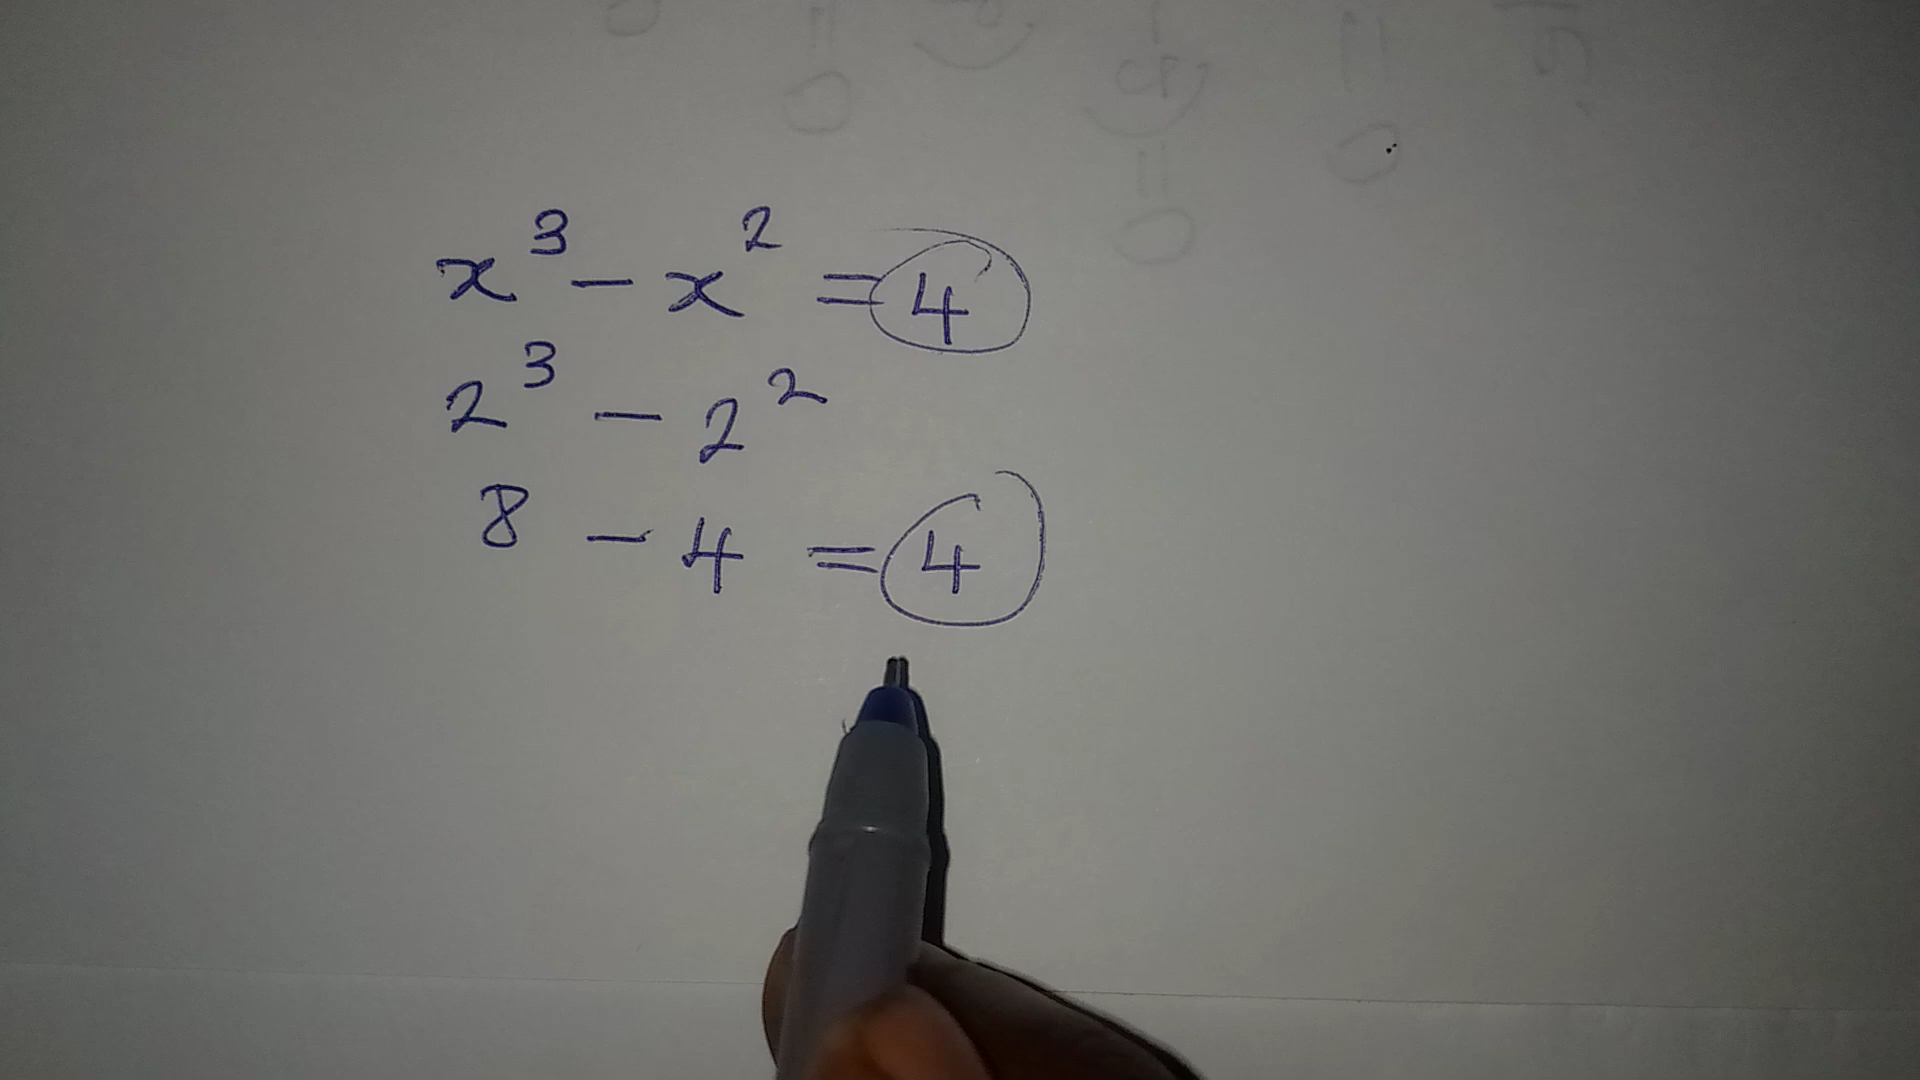 x³ - x² = 4
2³ - 2²
8 - 4 = 4